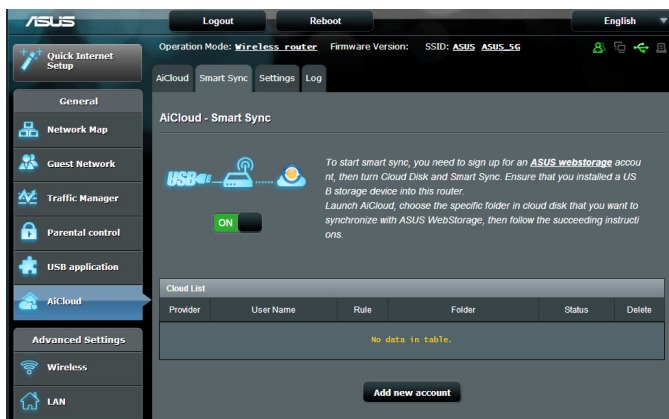 ASUS
Logout
Reboot
English
Quick Internet
Setup
Operation Mode: Wireless router Firmware Version: SSID: ASUS ASUS_5G
AiCloud Smart Sync Settings Log
General
Network Map
Guest Network
Traffic Manager
Parental control
USB application
AiCloud
Advanced Settings
Wireless
LAN
AiCloud - Smart Sync
USB
ON
To start smart sync, you need to sign up for an ASUS webstorage accou
nt, then turn Cloud Disk and Smart Sync. Ensure that you installed a US
B storage device into this router.
Launch AiCloud, choose the specific folder in cloud disk that you want to
synchronize with ASUS WebStorage, then follow the succeeding instructi
ons.
Cloud List
Provider User Name Rule Folder Status Delete
No data in table.
Add new account